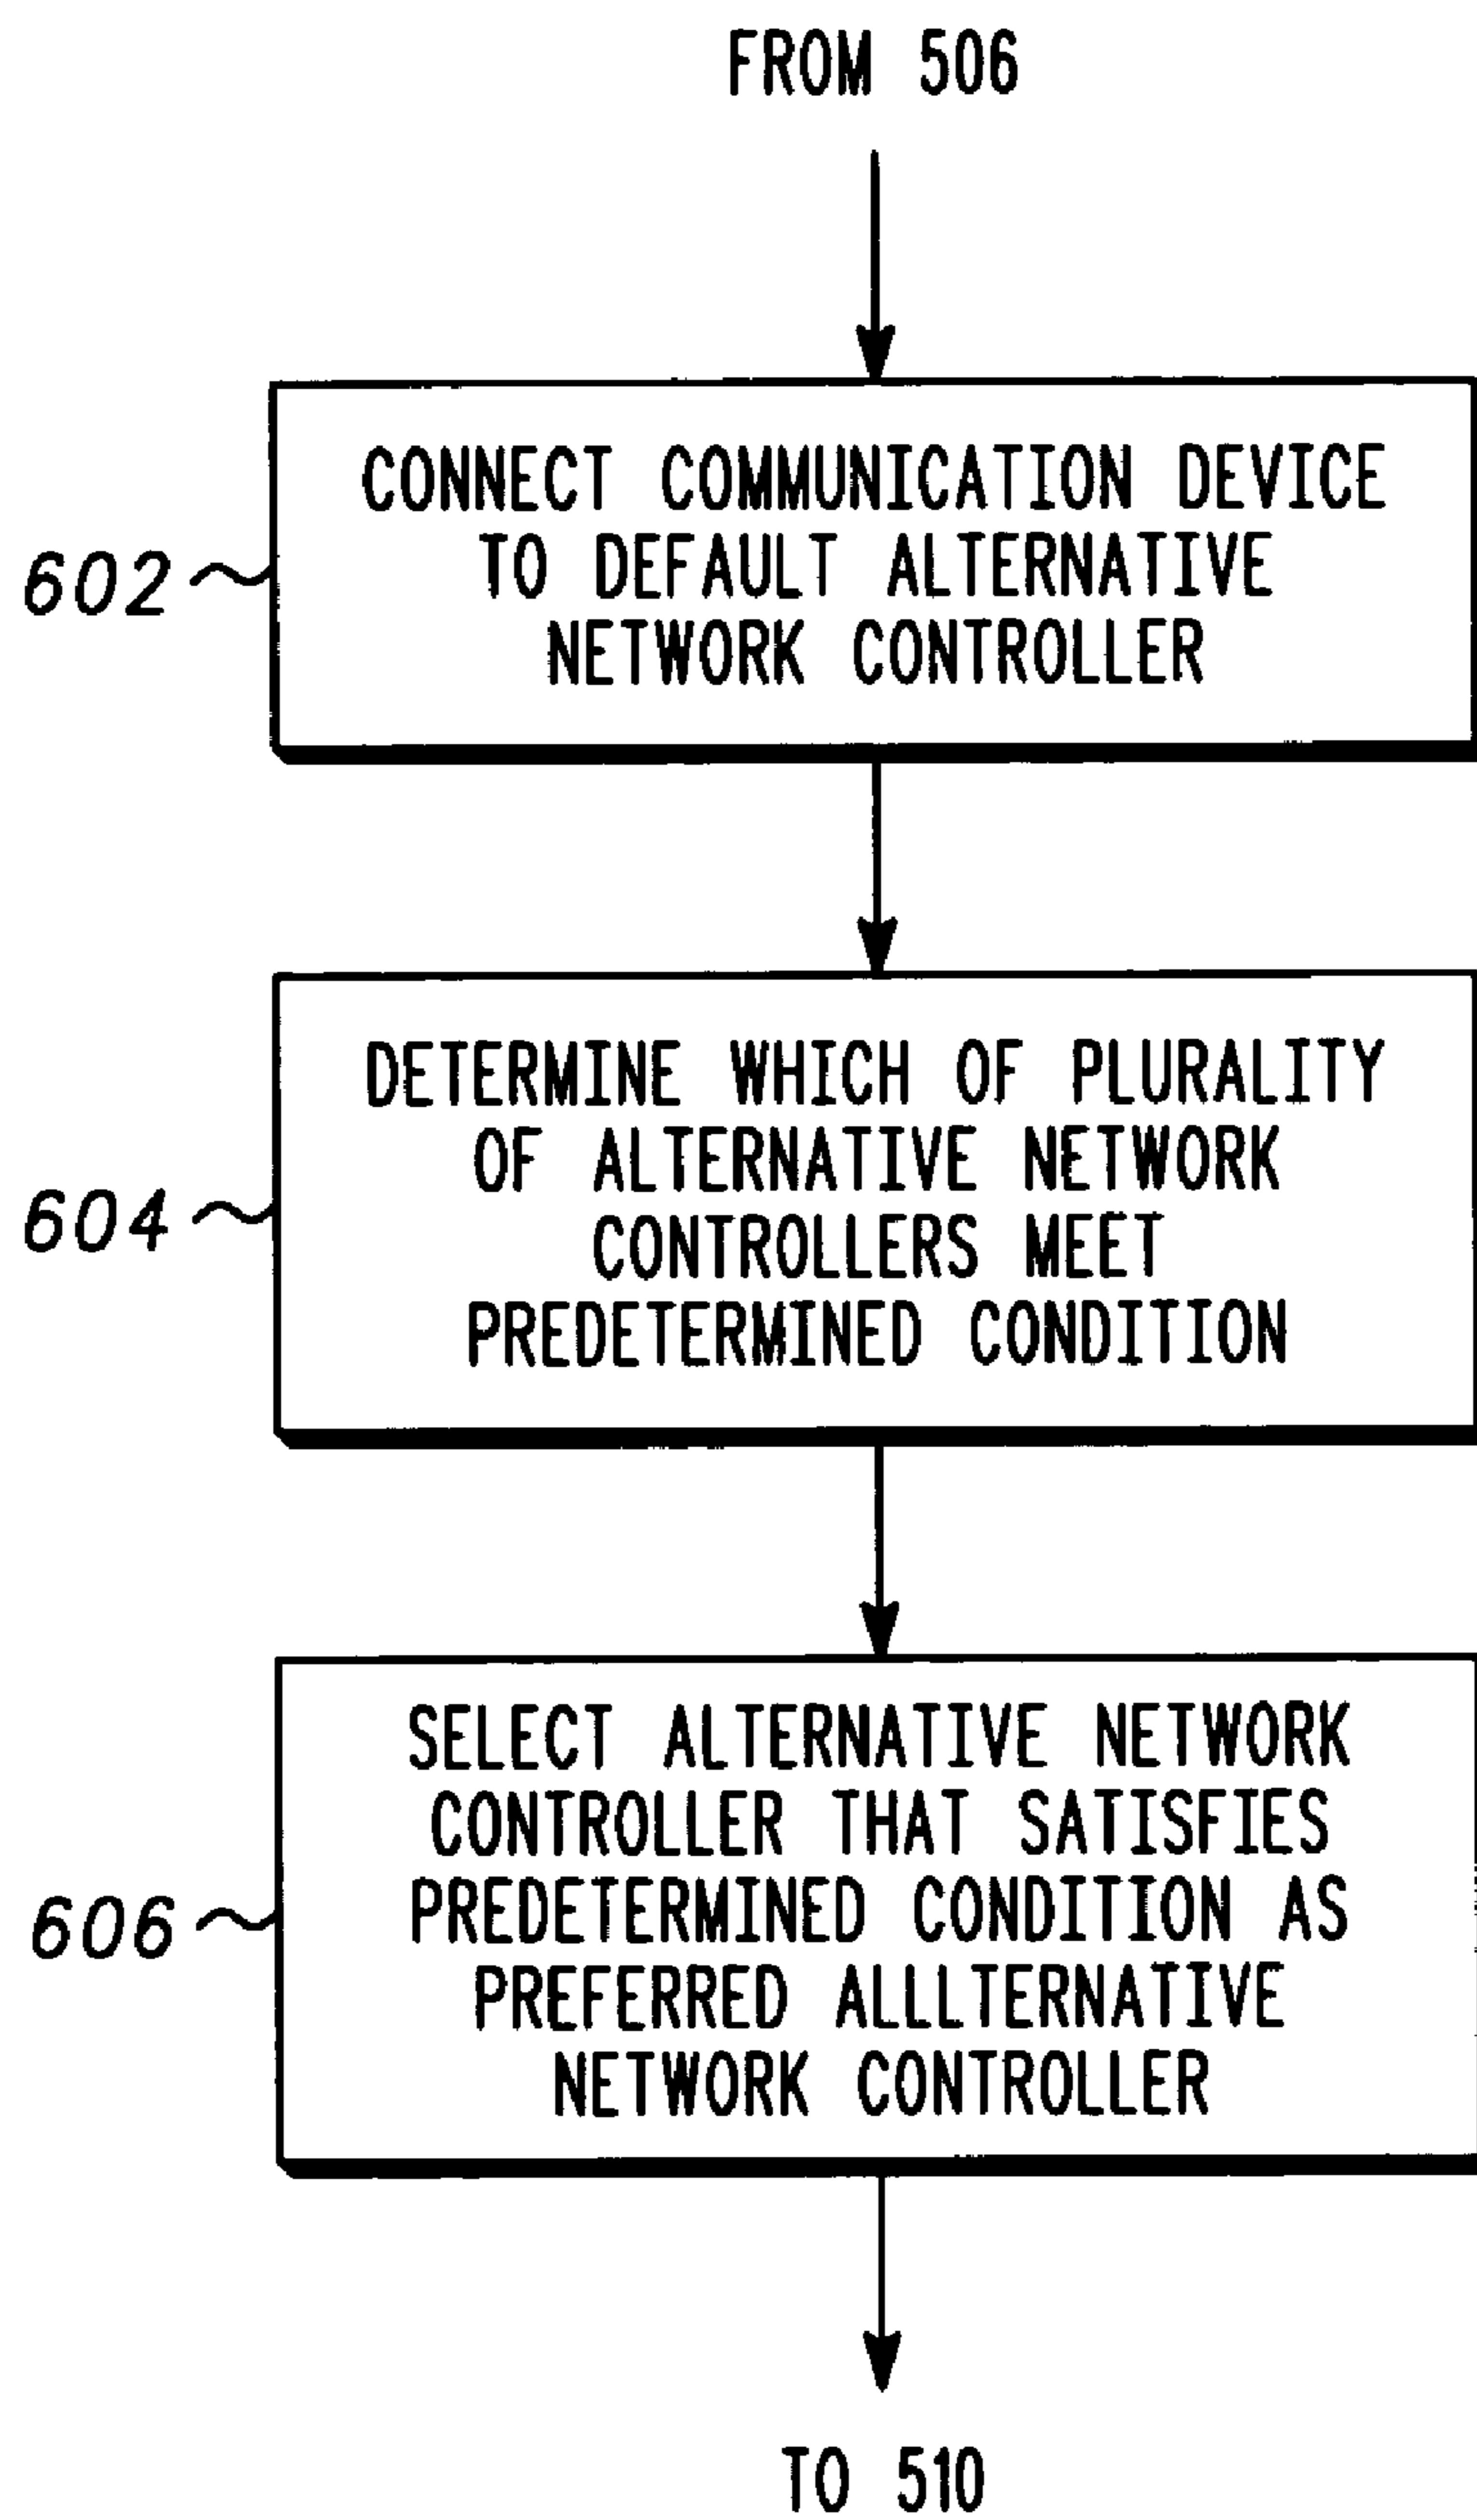 FROM 506
CONNECT COMMUNICATION DEVICE
TO DEFAULT ALTERNATIVE
NETWORK CONTROLLER
602
DETERMINE WHICH OF PLURALITY
OF ALTERNATIVE NETWORK
CONTROLLERS MEET
PREDETERMINED CONDITION
604
SELECT ALTERNATIVE NETWORK
CONTROLLER THAT SATISFIES
PREDETERMINED CONDITION AS
PREFERRED ALLLTERNATIVE
NETWORK CONTROLLER
606
TO 510